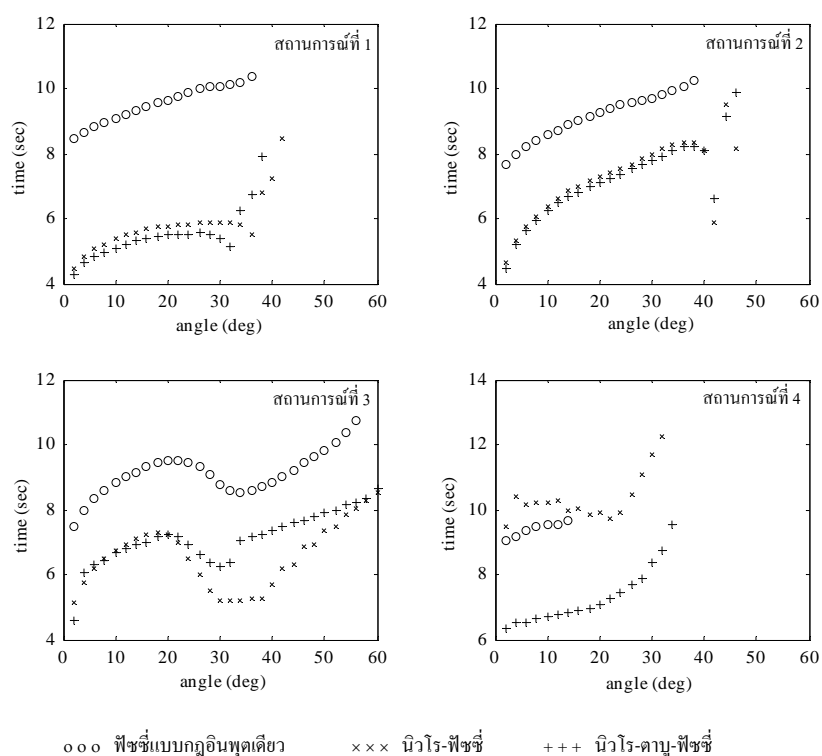 12
10
8
6
4
0 10 20 30 40 50 60
time (sec)
angle (deg)
สถานการณ์ที่ 1
12
10
8
6
4
0 10 20 30 40 50 60
time (sec)
angle (deg)
สถานการณ์ที่ 2
12
10
8
6
4
0 10 20 30 40 50 60
time (sec)
angle (deg)
สถานการณ์ที่ 3
14
12
10
8
6
0 10 20 30 40 50 60
time (sec)
angle (deg)
สถานการณ์ที่ 4
o o o ฟัซซี่แบบกฎอินพุตเดียว ××× นิวโร-ฟัซซี่ +++ นิวโร-ตาบู-ฟัซซี่